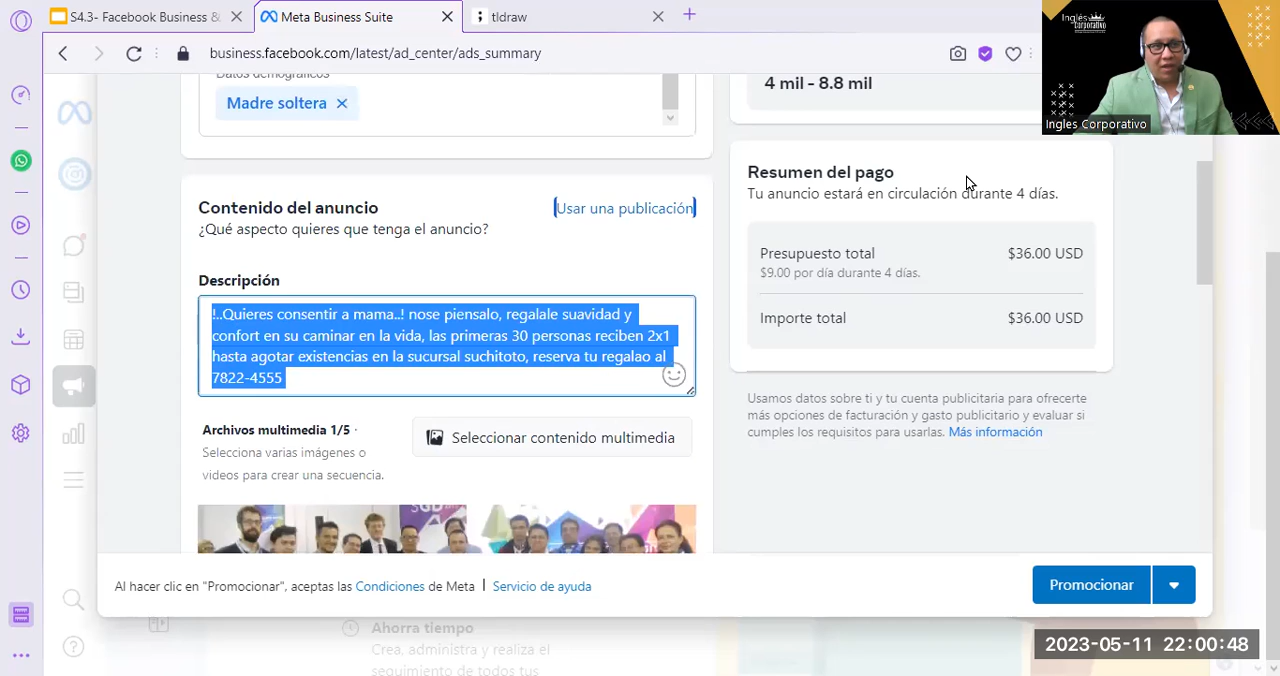 S4.3- Facebook Business &
Meta Business Suite
tldraw
business.facebook.com/latest/ad_center/ads_summary
Inglés
Corporativo
Ingles Corporativo
Datos demográficos
Madre soltera
4 mil - 8.8 mil
Contenido del anuncio
Usar una publicación
¿Qué aspecto quieres que tenga el anuncio?
Descripción
!..Quieres consentir a mama..! nose piensalo, regalale suavidad y
confort en su caminar en la vida, las primeras 30 personas reciben 2x1
hasta agotar existencias en la sucursal suchitoto, reserva tu regalao al
7822-4555
Archivos multimedia 1/5 ·
Selecciona varias imágenes o
videos para crear una secuencia.
Seleccionar contenido multimedia
Resumen del pago
Tu anuncio estará en circulación durante 4 días.
Presupuesto total
$36.00 USD
$9.00 por día durante 4 días.
Importe total
$36.00 USD
Usamos datos sobre ti y tu cuenta publicitaria para ofrecerte
más opciones de facturación y gasto publicitario y evaluar si
cumples los requisitos para usarlas. Más información
Al hacer clic en "Promocionar", aceptas las Condiciones de Meta | Servicio de ayuda
Promocionar
Ahorra tiempo
Crea, administra y realiza el
seguimiento de todos tus
2023-05-11 22:00:48